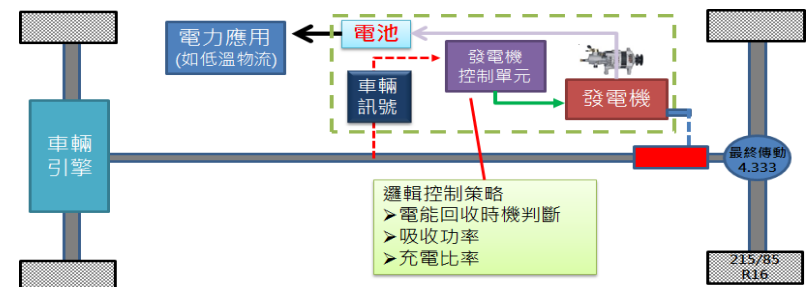 電力應用
(如低溫物流)
電池
發電機
控制單元
車輛
訊號
發電機
車輛
引擎
最終傳動
4.333
邏輯控制策略
➢電能回收時機判斷
➢吸收功率
➢充電比率
215/85
R16